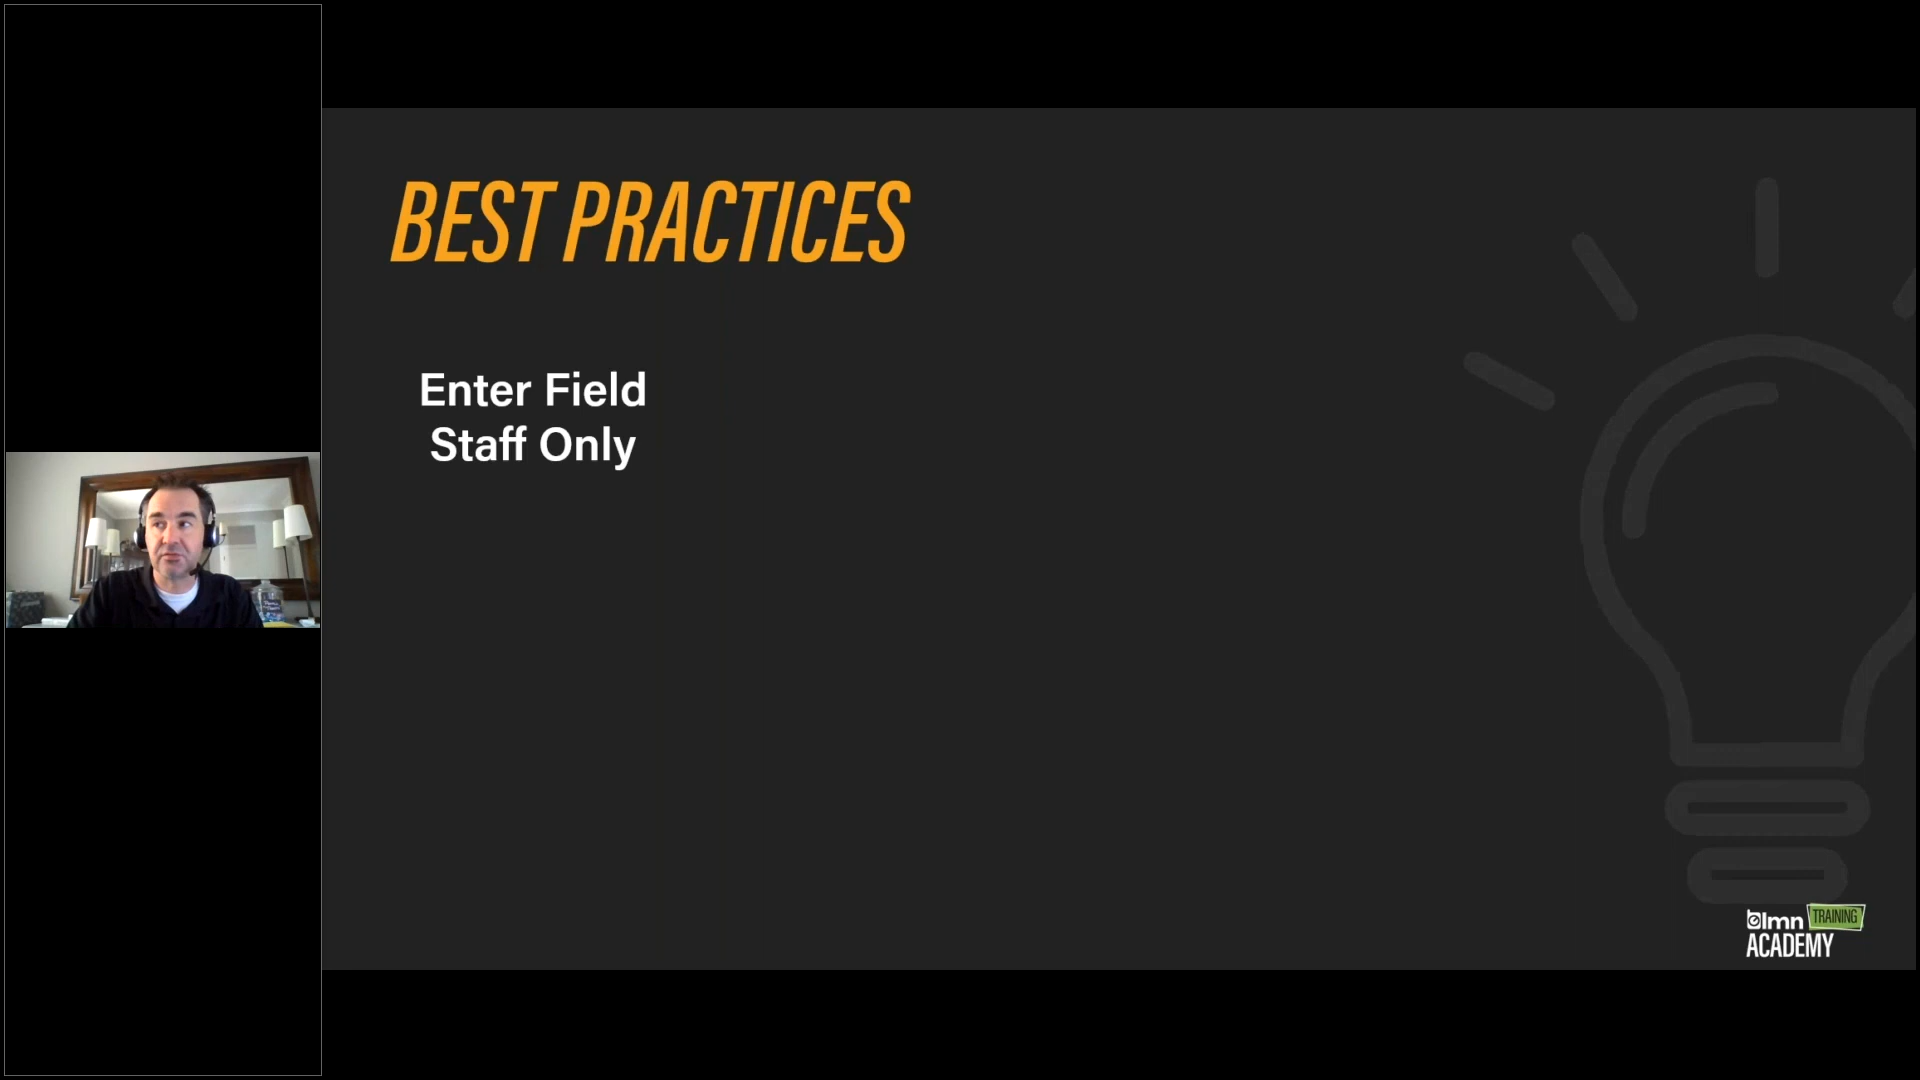 BEST PRACTICES
Enter Field
Staff Only
lmn TRAINING
ACADEMY